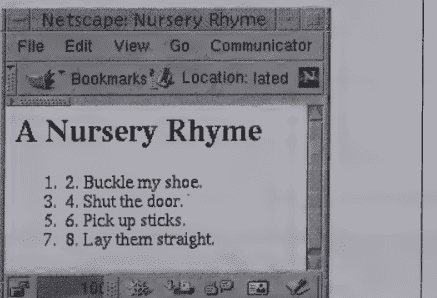 Netscape: Nursery Rhyme
File Edit View Go Communicator
Bookmarks Location: lated N
A Nursery Rhyme
1. 2. Buckle my shoe.
3. 4. Shut the door.
5. 6. Pick up sticks.
7. 8. Lay them straight.